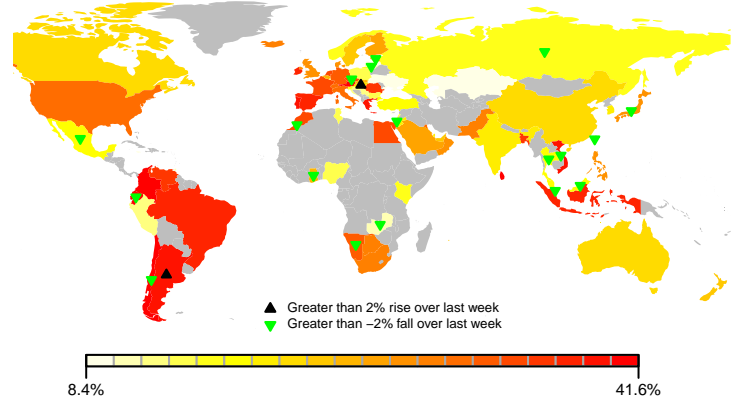 Greater than 2% rise over last week
Greater than −2% fall over last week
8.4%
41.6%